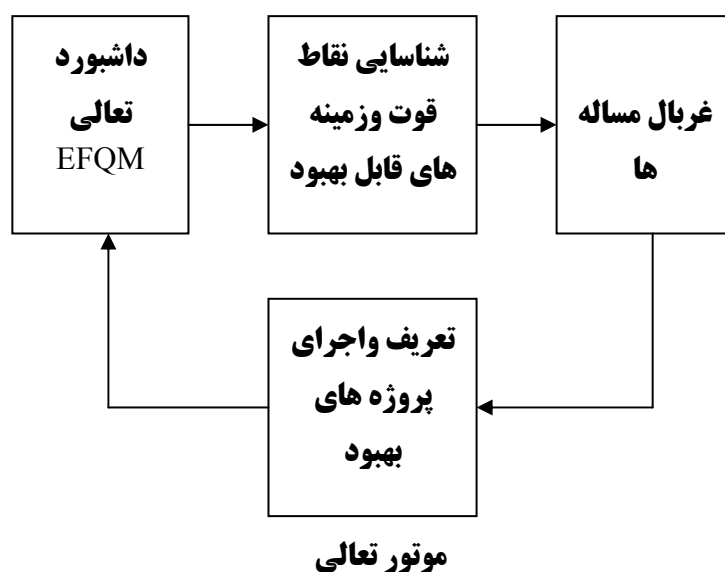 داشبورد
تعالی
EFQM
شناسایی نقاط
قوت وزمینه
های قابل بهبود
غربال مساله
ها
تعریف واجرای
پروژه های
بهبود
موتور تعالی